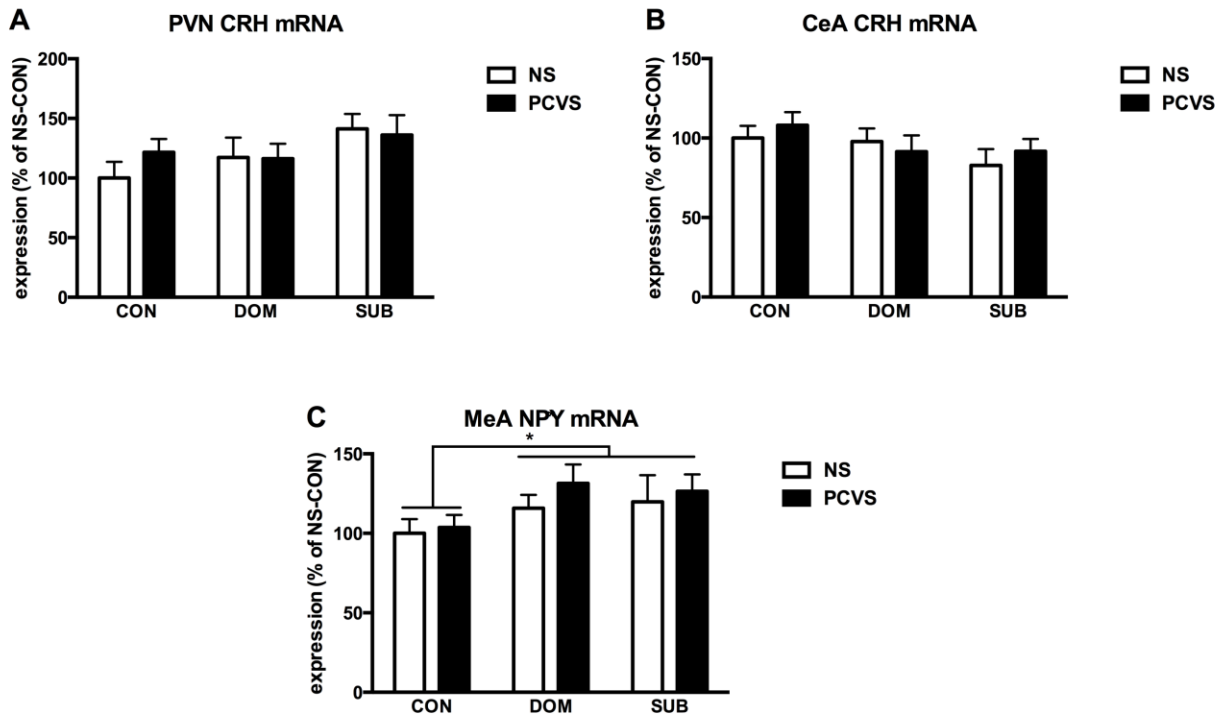 A
PVN CRH mRNA
expression (% of NS-CON)
200
150
100
50
0
CON DOM SUB
NS
PCVS
B
CeA CRH mRNA
expression (% of NS-CON)
150
100
50
0
CON DOM SUB
NS
PCVS
C
MeA NPY mRNA
*
expression (% of NS-CON)
150
100
50
0
CON DOM SUB
NS
PCVS